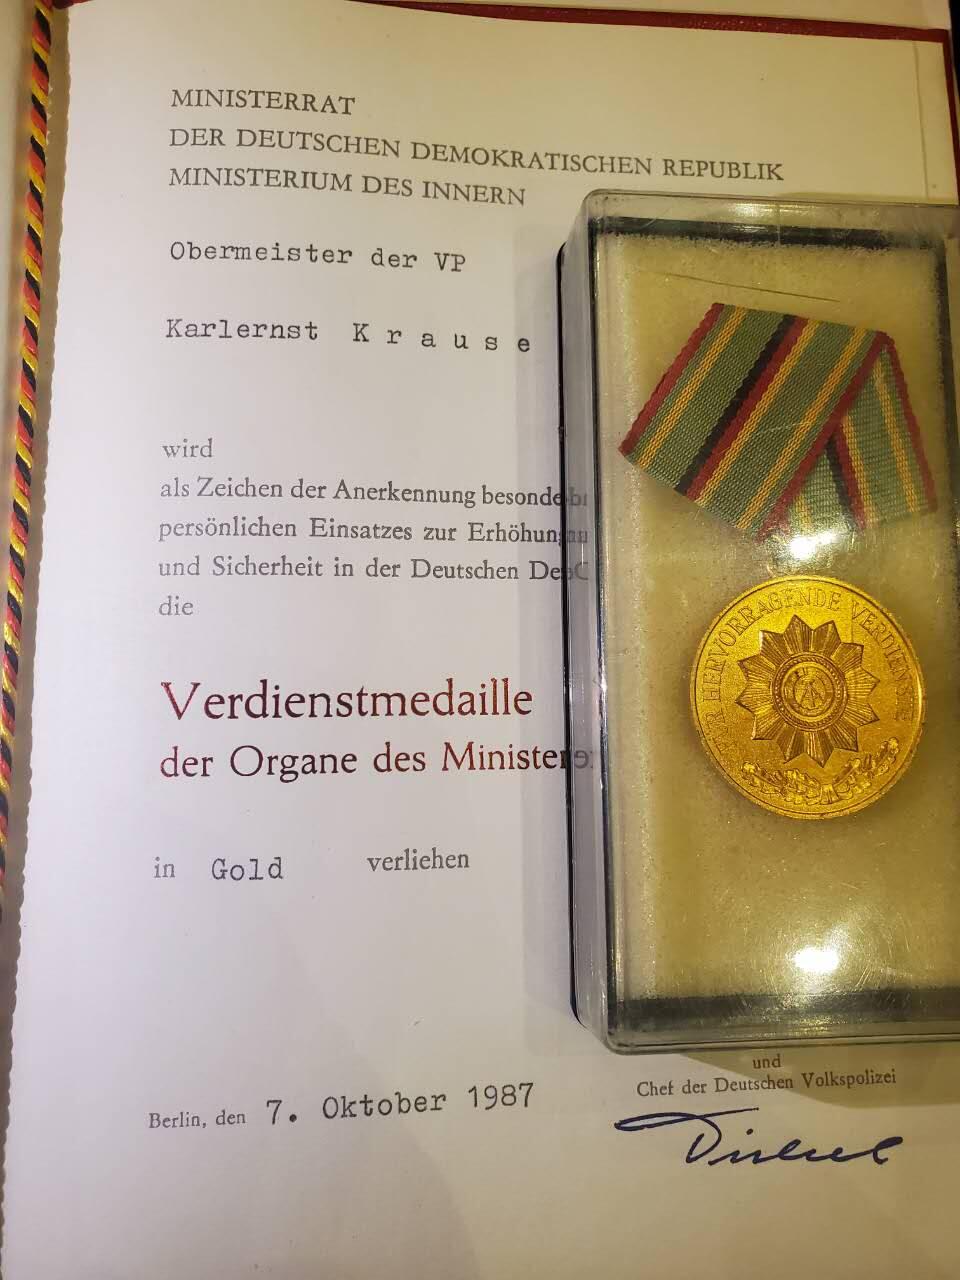 MINISTERRAT
DER DEUTSCHEN DEMOKRATISCHEN REPUBLIK
MINISTERIUM DES INNERN
Obermeister der VP
Karlernst K r a u s e
wird
als Zeichen der Anerkennung
persönlichen Einsatzes zur
und Sicherheit in der Deutschen
die
Verdienstmedaille
der Organe des
in Gold verliehen
FÜR HERVORRAGENDE VERDIENSTE
Berlin, den 7. Oktober 1987
und
Chef der Deutschen Volkspolizei